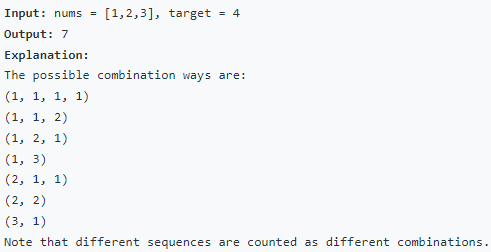 Input: nums = [1,2,3], target = 4
Output: 7
Explanation:
The possible combination ways are:
(1, 1, 1, 1)
(1, 1, 2)
(1, 2, 1)
(1, 3)
(2, 1, 1)
(2, 2)
(3, 1)
Note that different sequences are counted as different combinations.